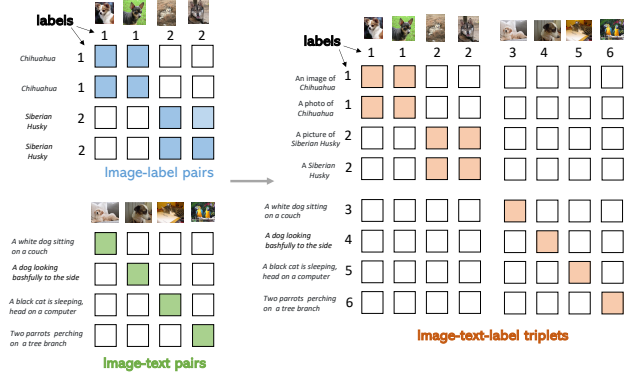 labels
1 1 2 2
Chihuahua 1
Chihuahua 1
Siberian
Husky 2
Siberian
Husky 2
Image-label pairs
A white dog sitting
on a couch
A dog looking
bashfully to the side
A black cat is sleeping,
head on a computer
Two parrots perching
on a tree branch
Image-text pairs
labels
1 1 2 2 3 4 5 6
An image of
Chihuahua 1
A photo of
Chihuahua 1
A picture of
Siberian Husky 2
A Siberian
Husky 2
A white dog sitting
on a couch 3
A dog looking
bashfully to the side 4
A black cat is sleeping,
head on a computer 5
Two parrots perching
on a tree branch 6
Image-text-label triplets